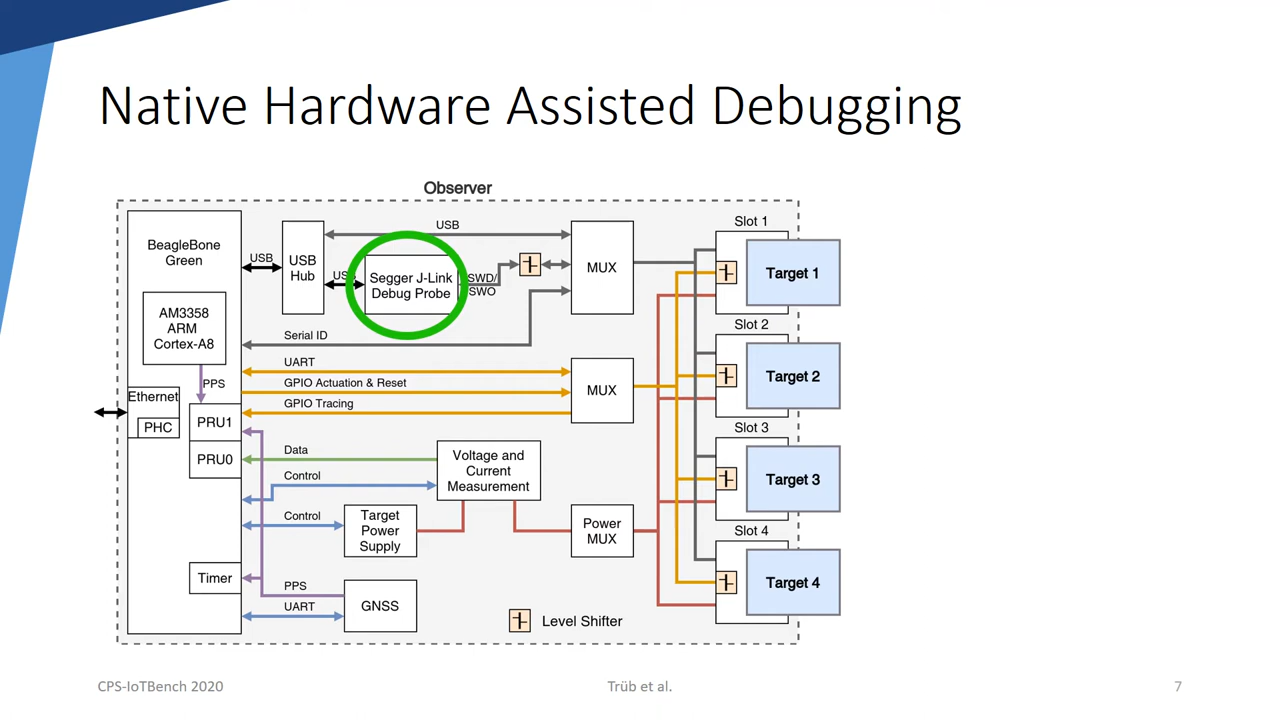 Native Hardware Assisted Debugging
Observer
BeagleBone
Green
AM3358
ARM
Cortex-A8
PPS
Ethernet
PHC
PRU1
PRU0
Timer
USB
USB
Hub
USB
USB
Segger J-Link
Debug Probe
SWD/
SWO
MUX
Serial ID
UART
GPIO Actuation & Reset
GPIO Tracing
MUX
Data
Control
Voltage and
Current
Measurement
Control
Target
Power
Supply
Power
MUX
PPS
UART
GNSS
Level Shifter
Slot 1
Target 1
Slot 2
Target 2
Slot 3
Target 3
Slot 4
Target 4
CPS-IoTBench 2020
Trüb et al.
7